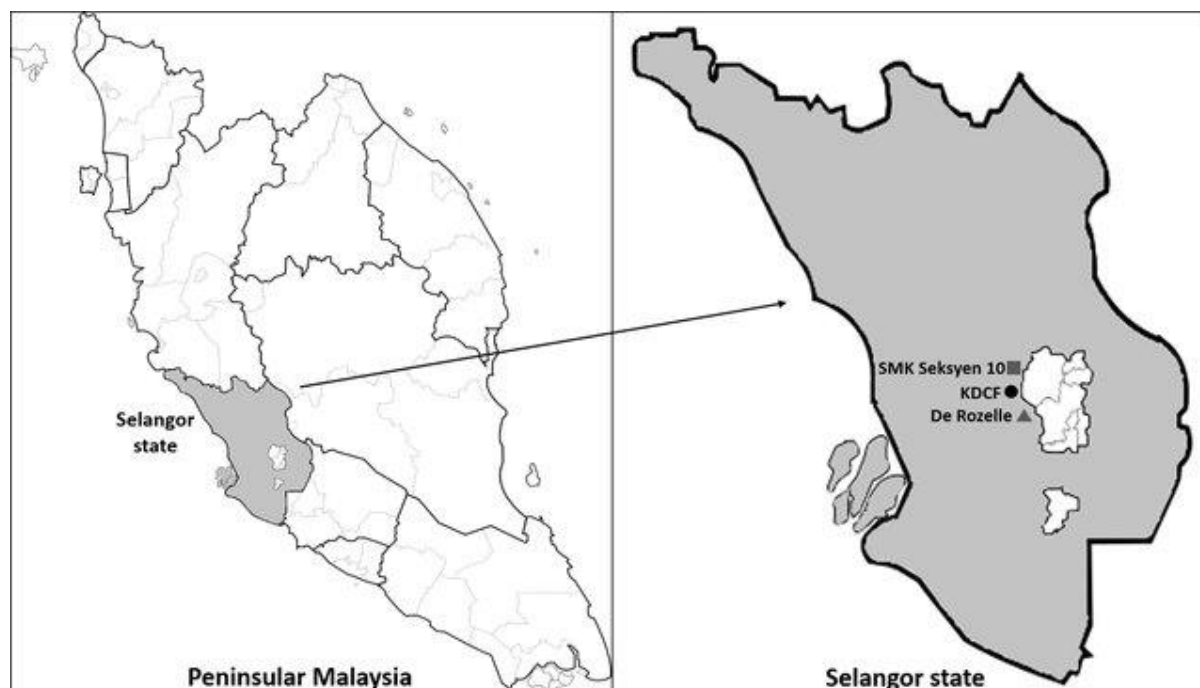 Selangor
state
Peninsular Malaysia
SMK Seksyen 10
KDCF
De Rozelle
Selangor state